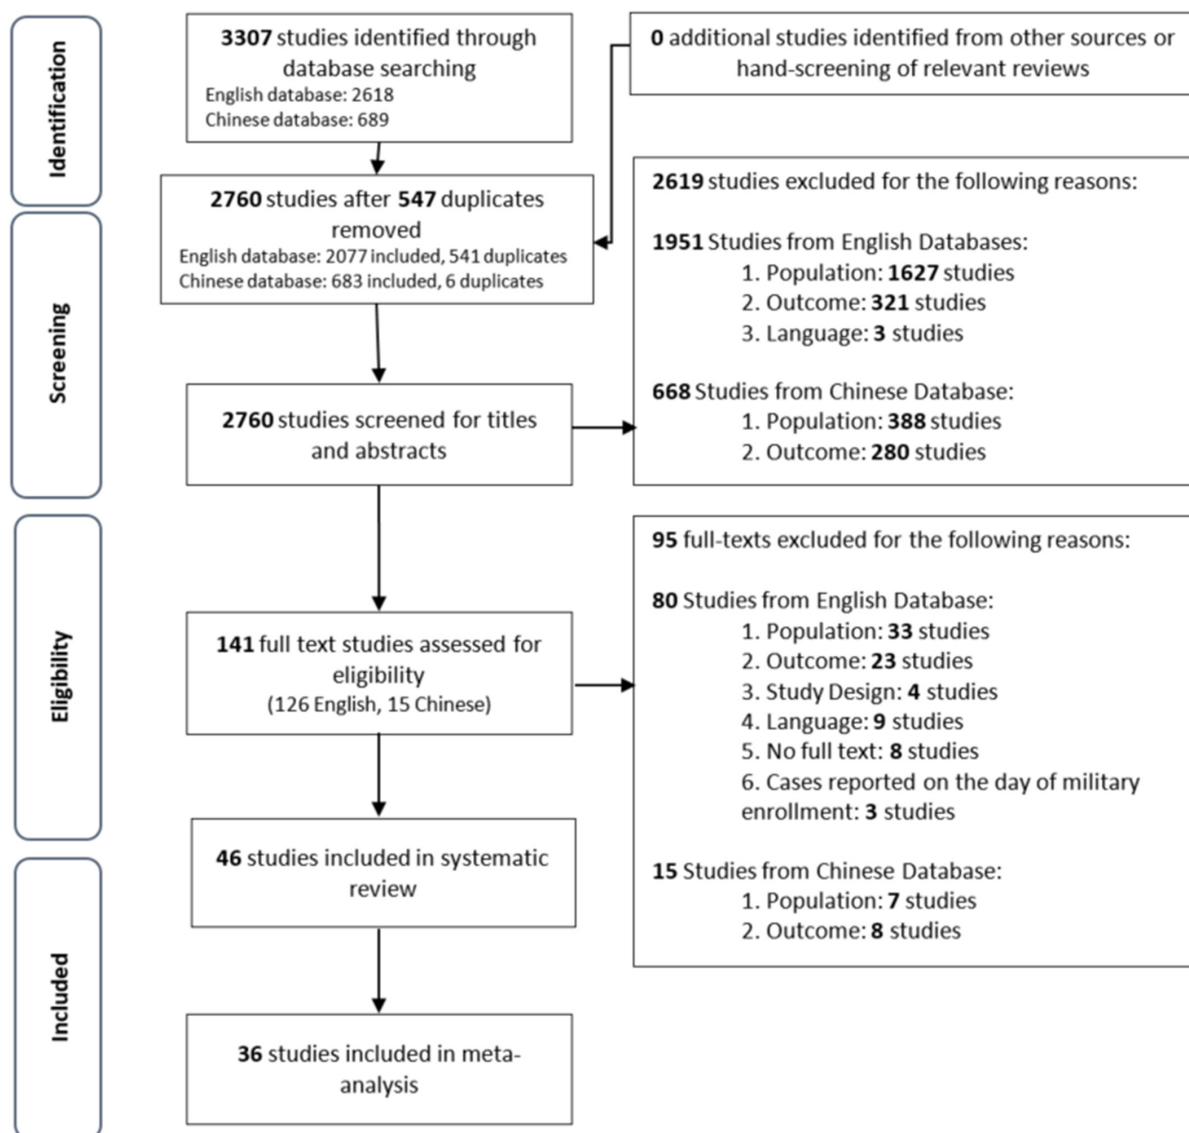 Identification
3307 studies identified through
database searching
English database: 2618
Chinese database: 689
0 additional studies identified from other sources or
hand-screening of relevant reviews
Screening
2760 studies after 547 duplicates
removed
English database: 2077 included, 541 duplicates
Chinese database: 683 included, 6 duplicates
2760 studies screened for titles
and abstracts
2619 studies excluded for the following reasons:
1951 Studies from English Databases:
1. Population: 1627 studies
2. Outcome: 321 studies
3. Language: 3 studies
668 Studies from Chinese Database:
1. Population: 388 studies
2. Outcome: 280 studies
Eligibility
141 full text studies assessed for
eligibility
(126 English, 15 Chinese)
95 full-texts excluded for the following reasons:
80 Studies from English Database:
1. Population: 33 studies
2. Outcome: 23 studies
3. Study Design: 4 studies
4. Language: 9 studies
5. No full text: 8 studies
6. Cases reported on the day of military
enrollment: 3 studies
15 Studies from Chinese Database:
1. Population: 7 studies
2. Outcome: 8 studies
46 studies included in systematic
review
Included
36 studies included in meta-
analysis